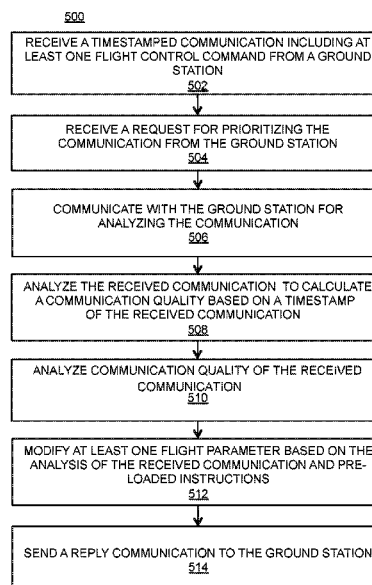 500
RECEIVE A TIMESTAMPED COMMUNICATION INCLUDING AT
LEAST ONE FLIGHT CONTROL COMMAND FROM A GROUND
STATION
502
RECEIVE A REQUEST FOR PRIORITIZING THE
COMMUNICATION FROM THE GROUND STATION
504
COMMUNICATE WITH THE GROUND STATION FOR
ANALYZING THE COMMUNICATION
506
ANALYZE THE RECEIVED COMMUNICATION TO CALCULATE
A COMMUNICATION QUALITY BASED ON A TIMESTAMP
OF THE RECEIVED COMMUNICATION
508
ANALYZE COMMUNICATION QUALITY OF THE RECEIVED
COMMUNICATION
510
MODIFY AT LEAST ONE FLIGHT PARAMETER BASED ON THE
ANALYSIS OF THE RECEIVED COMMUNICATION AND PRE-
LOADED INSTRUCTIONS
512
SEND A REPLY COMMUNICATION TO THE GROUND STATION
514